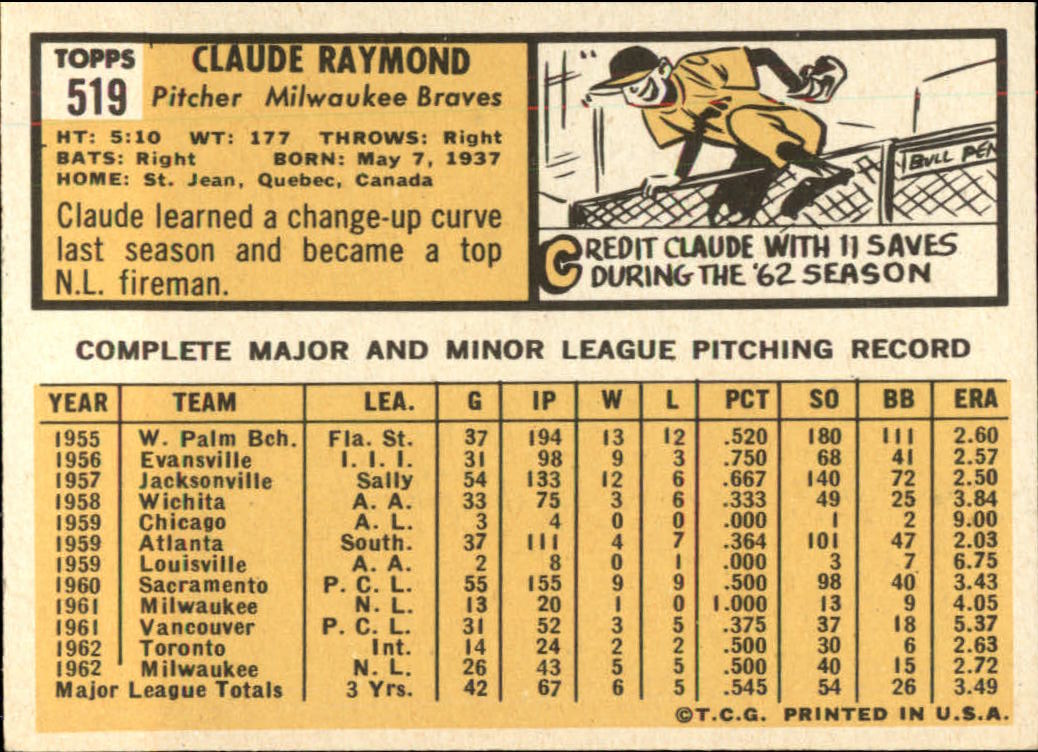 TOPPS
519
CLAUDE RAYMOND
Pitcher Milwaukee Braves
HT: 5:10 WT: 177 THROWS: Right
BATS: Right BORN: May 7, 1937
HOME: St. Jean, Quebec, Canada
Claude learned a change-up curve
last season and became a top
N.L. fireman.
BULL PEN
CREDIT CLAUDE WITH 11 SAVES
DURING THE '62 SEASON
COMPLETE MAJOR AND MINOR LEAGUE PITCHING RECORD
YEAR TEAM LEA. G IP W L PCT SO BB ERA
1955 W. Palm Bch. Fla. St. 37 194 13 12 .520 180 111 2.60
1956 Evansville I. I. I. 31 98 9 3 .750 68 41 2.57
1957 Jacksonville Sally 54 133 12 6 .667 140 72 2.50
1958 Wichita A. A. 33 75 3 6 .333 49 25 3.84
1959 Chicago A. L. 3 4 0 0 .000 1 2 9.00
1959 Atlanta South. 37 111 4 7 .364 101 47 2.03
1959 Louisville A. A. 2 8 0 1 .000 3 7 6.75
1960 Sacramento P. C. L. 55 155 9 9 .500 98 40 3.43
1961 Milwaukee N. L. 13 20 1 0 1.000 13 9 4.05
1961 Vancouver P. C. L. 31 52 3 5 .375 37 18 5.37
1962 Toronto Int. 14 24 2 2 .500 30 6 2.63
1962 Milwaukee N. L. 26 43 5 5 .500 40 15 2.72
Major League Totals 3 Yrs. 42 67 6 5 .545 54 26 3.49
©T.C.G. PRINTED IN U.S.A.